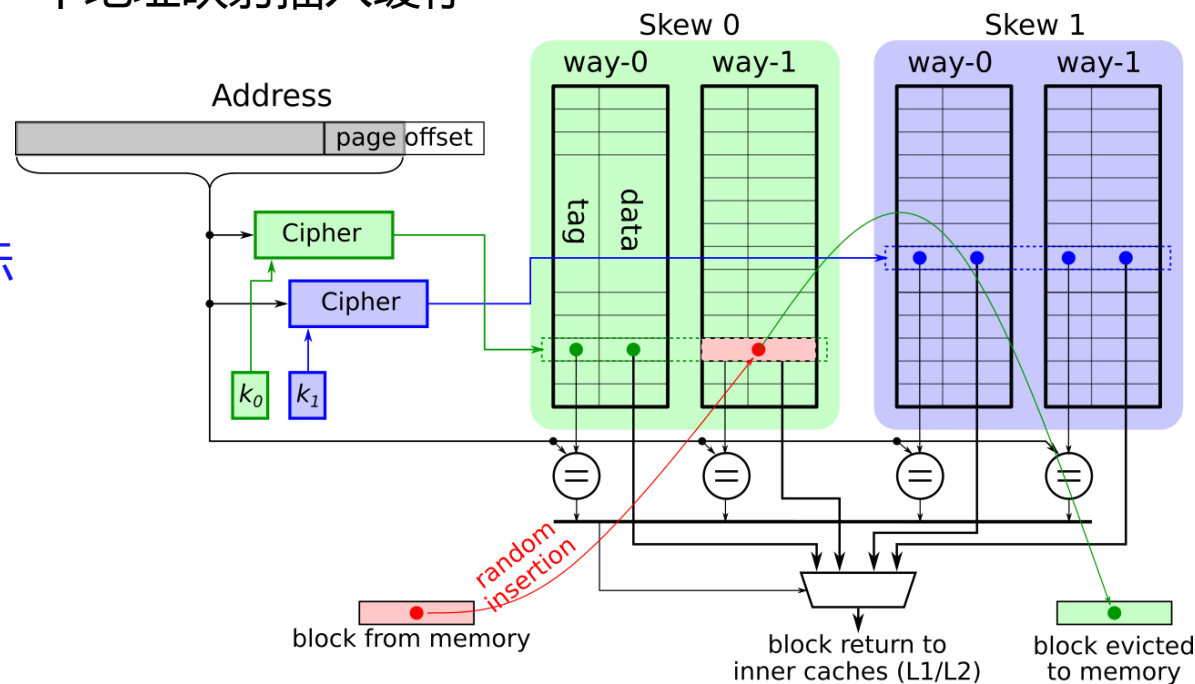 Skew 0
Skew 1
way-0
way-1
way-0
way-1
Address
page offset
tag
data
Cipher
Cipher
k0
k1
=
=
=
=
random
insertion
block from memory
block return to
inner caches (L1/L2)
block evicted
to memory